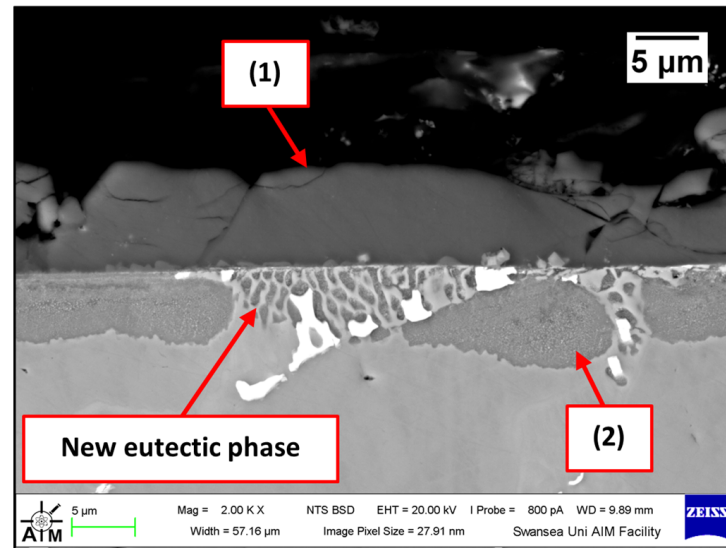 (1)
5 µm
New eutectic phase
(2)
5 µm
Mag = 2.00 K X NTS BSD EHT = 20.00 kV I Probe = 800 pA WD = 9.89 mm
Width = 57.16 µm Image Pixel Size = 27.91 nm Swansea Uni AIM Facility
AIM
ZEISS